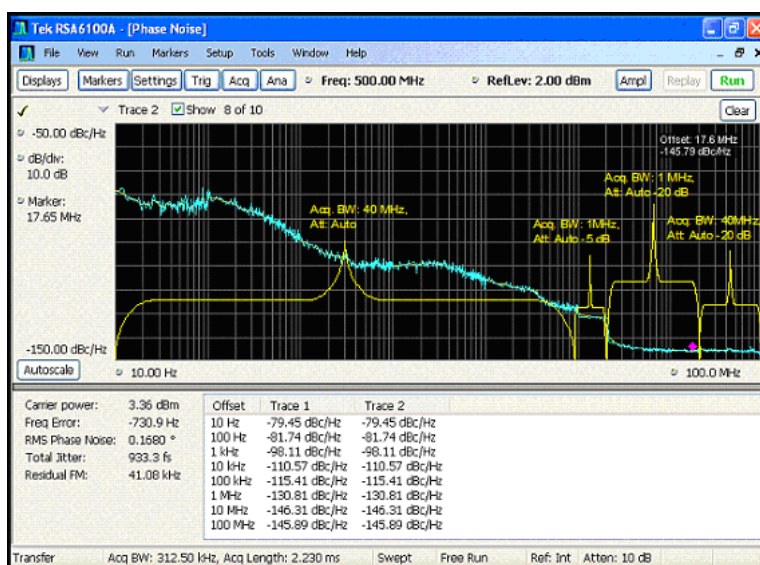 Tek RSA6100A - [Phase Noise]
File View Run Markers Setup Tools Window Help
Displays Markers Settings Trig Acq Ana Freq: 500.00 MHz RefLev: 2.00 dBm Ampl Replay Run
Trace 2 Show 8 of 10 Clear
-50.00 dBc/Hz
dB/div:
10.0 dB
Marker:
17.65 MHz
-150.00 dBc/Hz
Autoscale
Offset: 17.6 MHz
-145.79 dBc/Hz
Acq. BW: 40 MHz,
Att: Auto
Acq. BW: 1MHz,
Att: Auto -5 dB
Acq. BW: 1 MHz,
Att: Auto -20 dB
Acq. BW: 40MHz,
Att: Auto -20 dB
10.00 Hz 100.0 MHz
Carrier power: 3.36 dBm
Freq Error: -730.9 Hz
RMS Phase Noise: 0.1680 °
Total Jitter: 933.3 fs
Residual FM: 41.08 kHz
Offset Trace 1 Trace 2
10 Hz -79.45 dBc/Hz -79.45 dBc/Hz
100 Hz -81.74 dBc/Hz -81.74 dBc/Hz
1 kHz -98.11 dBc/Hz -98.11 dBc/Hz
10 kHz -110.57 dBc/Hz -110.57 dBc/Hz
100 kHz -115.41 dBc/Hz -115.41 dBc/Hz
1 MHz -130.81 dBc/Hz -130.81 dBc/Hz
10 MHz -146.31 dBc/Hz -146.31 dBc/Hz
100 MHz -145.89 dBc/Hz -145.89 dBc/Hz
Transfer Acq BW: 312.50 kHz, Acq Length: 2.230 ms Swept Free Run Ref: Int Atten: 10 dB